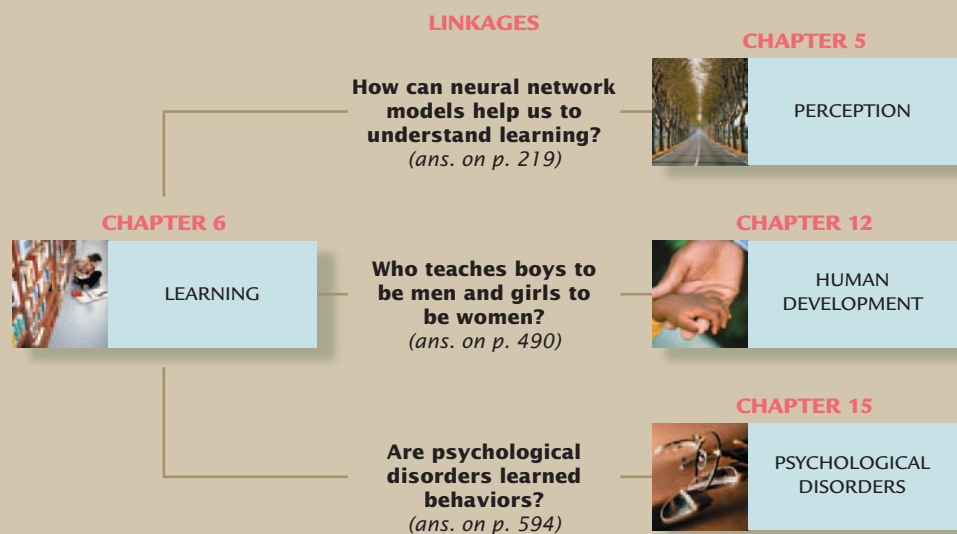 LINKAGES
CHAPTER 5
How can neural network
models help us to
understand learning?
(ans. on p. 219)
PERCEPTION
CHAPTER 6
LEARNING
CHAPTER 12
Who teaches boys to
be men and girls to
be women?
(ans. on p. 490)
HUMAN
DEVELOPMENT
CHAPTER 15
Are psychological
disorders learned
behaviors?
(ans. on p. 594)
PSYCHOLOGICAL
DISORDERS